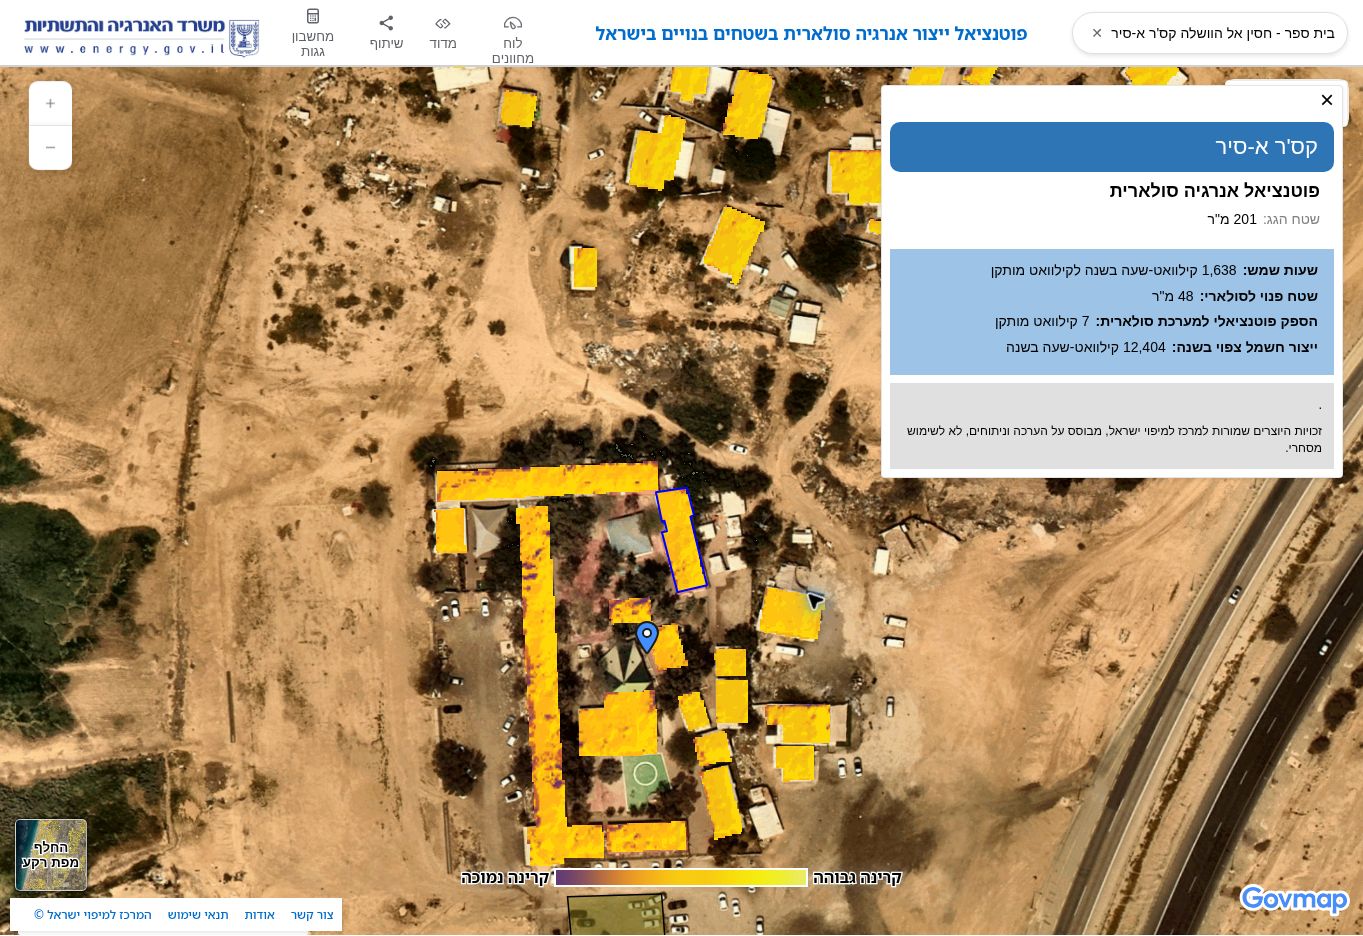 משרד האנרגיה והתשתיות
www.energy.gov.il
מחשבון
גגות
שיתוף
מדוד
לוח
מחוונים
פוטנציאל ייצור אנרגיה סולארית בשטחים בנויים בישראל
בית ספר - חסין אל הוושלה קס'ר א-סיר ×
+
−
×
קס'ר א-סיר
פוטנציאל אנרגיה סולארית
שטח הגג: 201 מ"ר
שעות שמש: 1,638 קילוואט-שעה בשנה לקילוואט מותקן
שטח פנוי לסולארי: 48 מ"ר
הספק פוטנציאלי למערכת סולארית: 7 קילוואט מותקן
ייצור חשמל צפוי בשנה: 12,404 קילוואט-שעה בשנה
.
זכויות היוצרים שמורות למרכז למיפוי ישראל, מבוסס על הערכה וניתוחים, לא לשימוש
מסחרי.
החלף
מפת רקע
קרינה גבוהה
קרינה נמוכה
צור קשר אודות תנאי שימוש המרכז למיפוי ישראל ©
Govmap